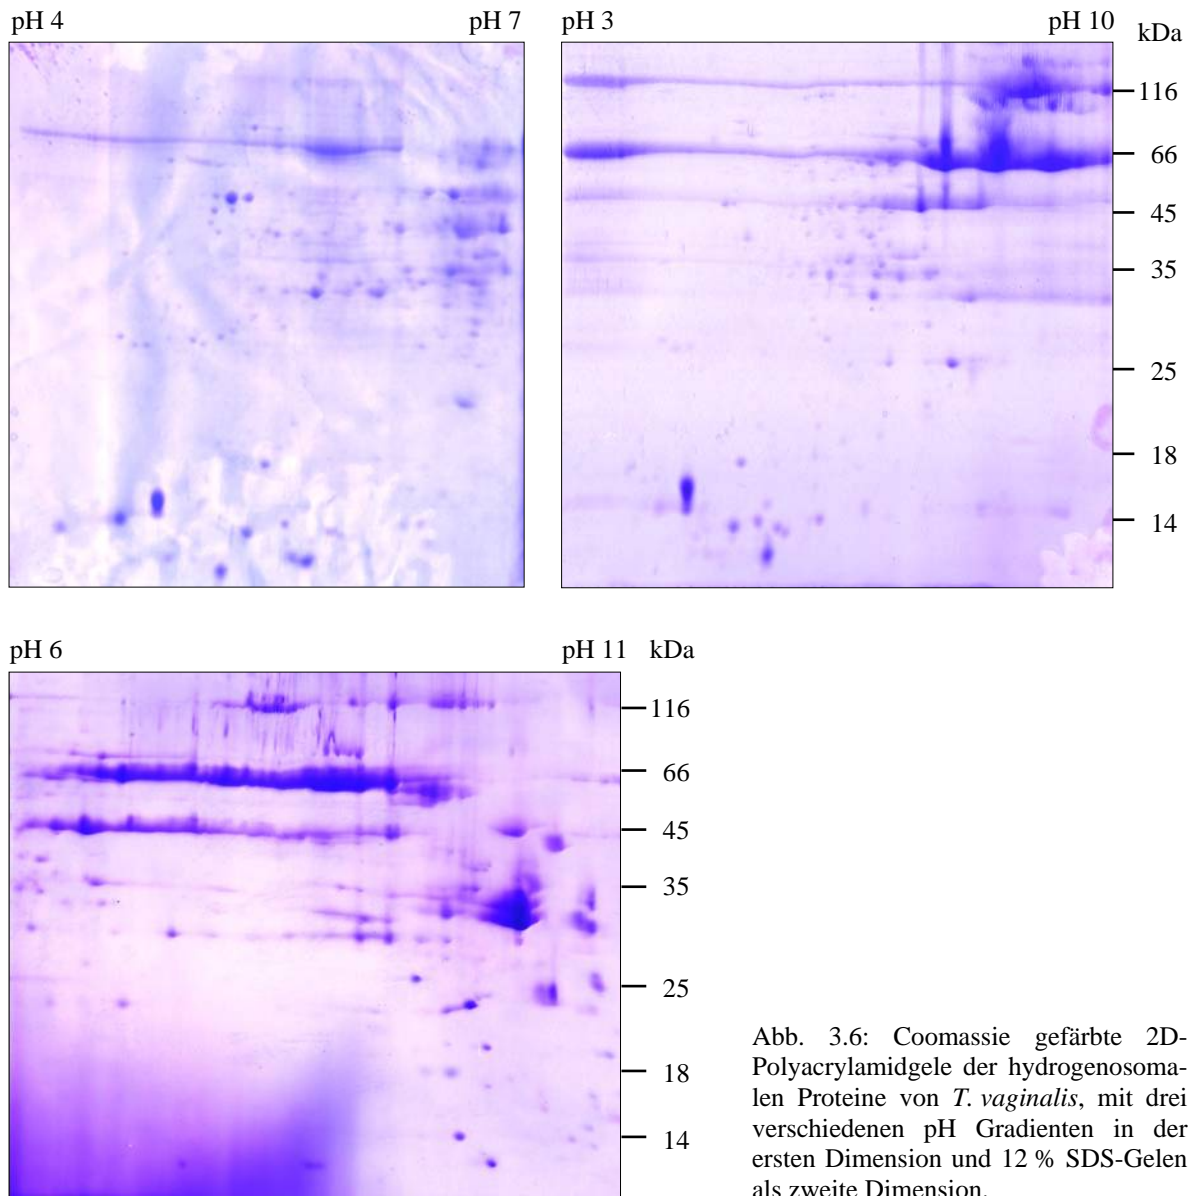 pH 4 pH 7 pH 3 pH 10
kDa
116
66
45
35
25
18
14
pH 6 pH 11 kDa
116
66
45
35
25
18
14
Abb. 3.6: Coomassie gefärbte 2D-
Polyacrylamidgele der hydrogenosoma-
len Proteine von T. vaginalis, mit drei
verschiedenen pH Gradienten in der
ersten Dimension und 12 % SDS-Gelen
als zweite Dimension.